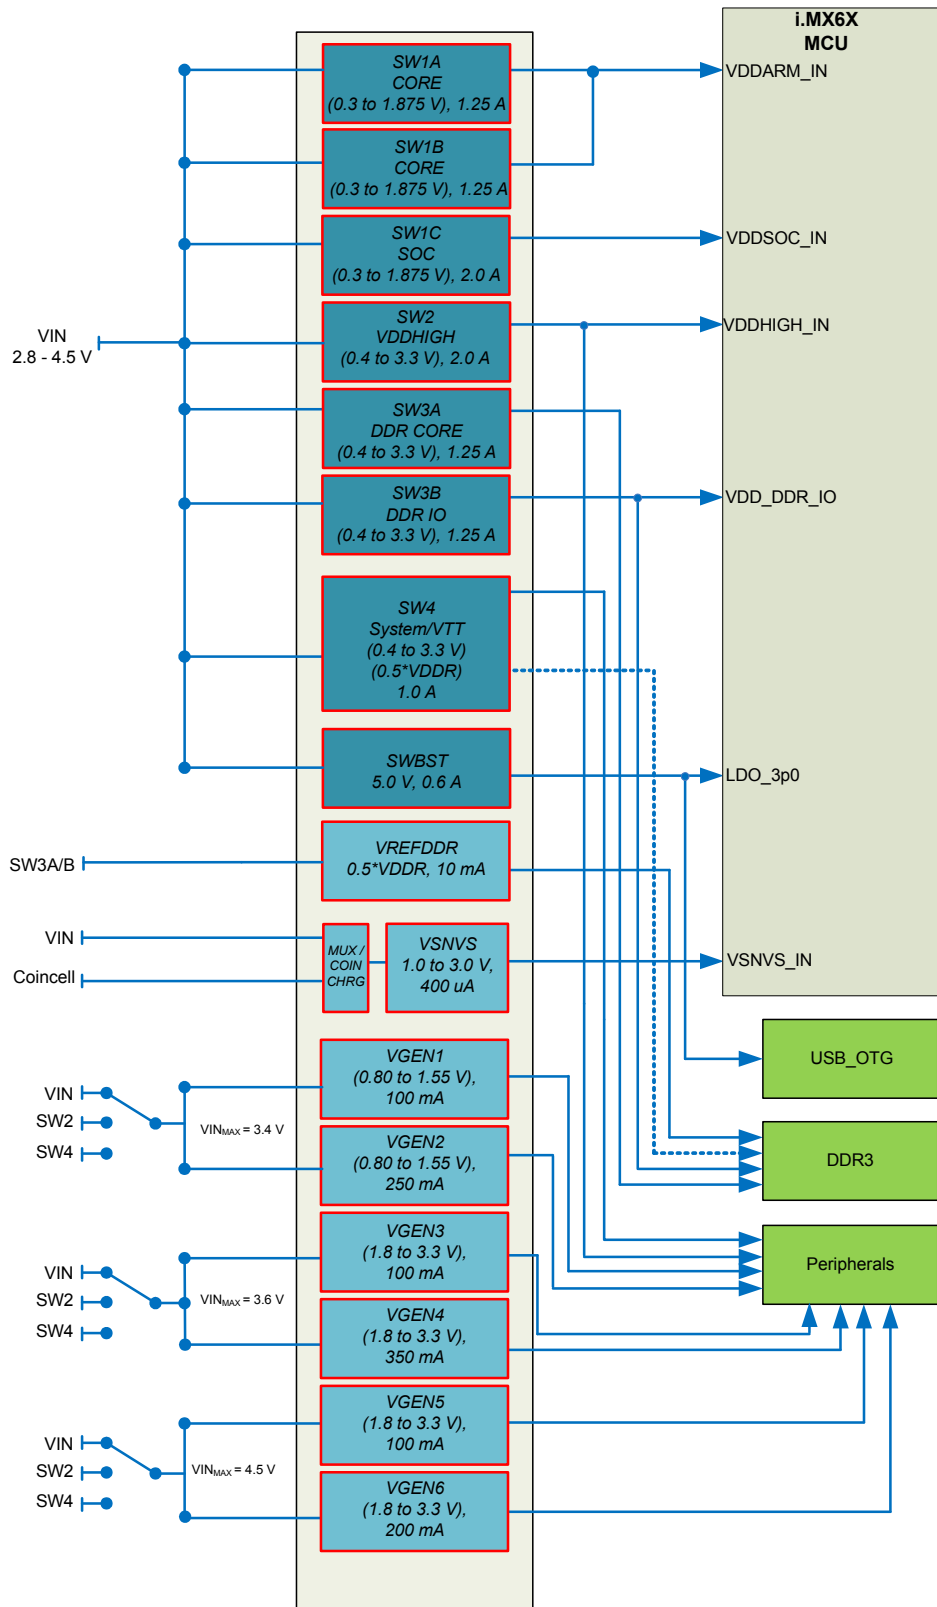 i.MX6X
MCU
SW1A
CORE
(0.3 to 1.875 V), 1.25 A
VDDARM_IN
SW1B
CORE
(0.3 to 1.875 V), 1.25 A
SW1C
SOC
(0.3 to 1.875 V), 2.0 A
VDDSOC_IN
VIN
2.8 - 4.5 V
SW2
VDDHIGH
(0.4 to 3.3 V), 2.0 A
VDDHIGH_IN
SW3A
DDR CORE
(0.4 to 3.3 V), 1.25 A
SW3B
DDR IO
(0.4 to 3.3 V), 1.25 A
VDD_DDR_IO
SW4
System/VTT
(0.4 to 3.3 V)
(0.5*VDDR)
1.0 A
SWBST
5.0 V, 0.6 A
LDO_3p0
SW3A/B
VREFDDR
0.5*VDDR, 10 mA
VIN
Coincell
MUX /
COIN
CHRG
VSNVS
1.0 to 3.0 V,
400 uA
VSNVS_IN
USB_OTG
VIN
SW2
SW4
VINMAX = 3.4 V
VGEN1
(0.80 to 1.55 V),
100 mA
VGEN2
(0.80 to 1.55 V),
250 mA
DDR3
VIN
SW2
SW4
VINMAX = 3.6 V
VGEN3
(1.8 to 3.3 V),
100 mA
VGEN4
(1.8 to 3.3 V),
350 mA
Peripherals
VIN
SW2
SW4
VINMAX = 4.5 V
VGEN5
(1.8 to 3.3 V),
100 mA
VGEN6
(1.8 to 3.3 V),
200 mA